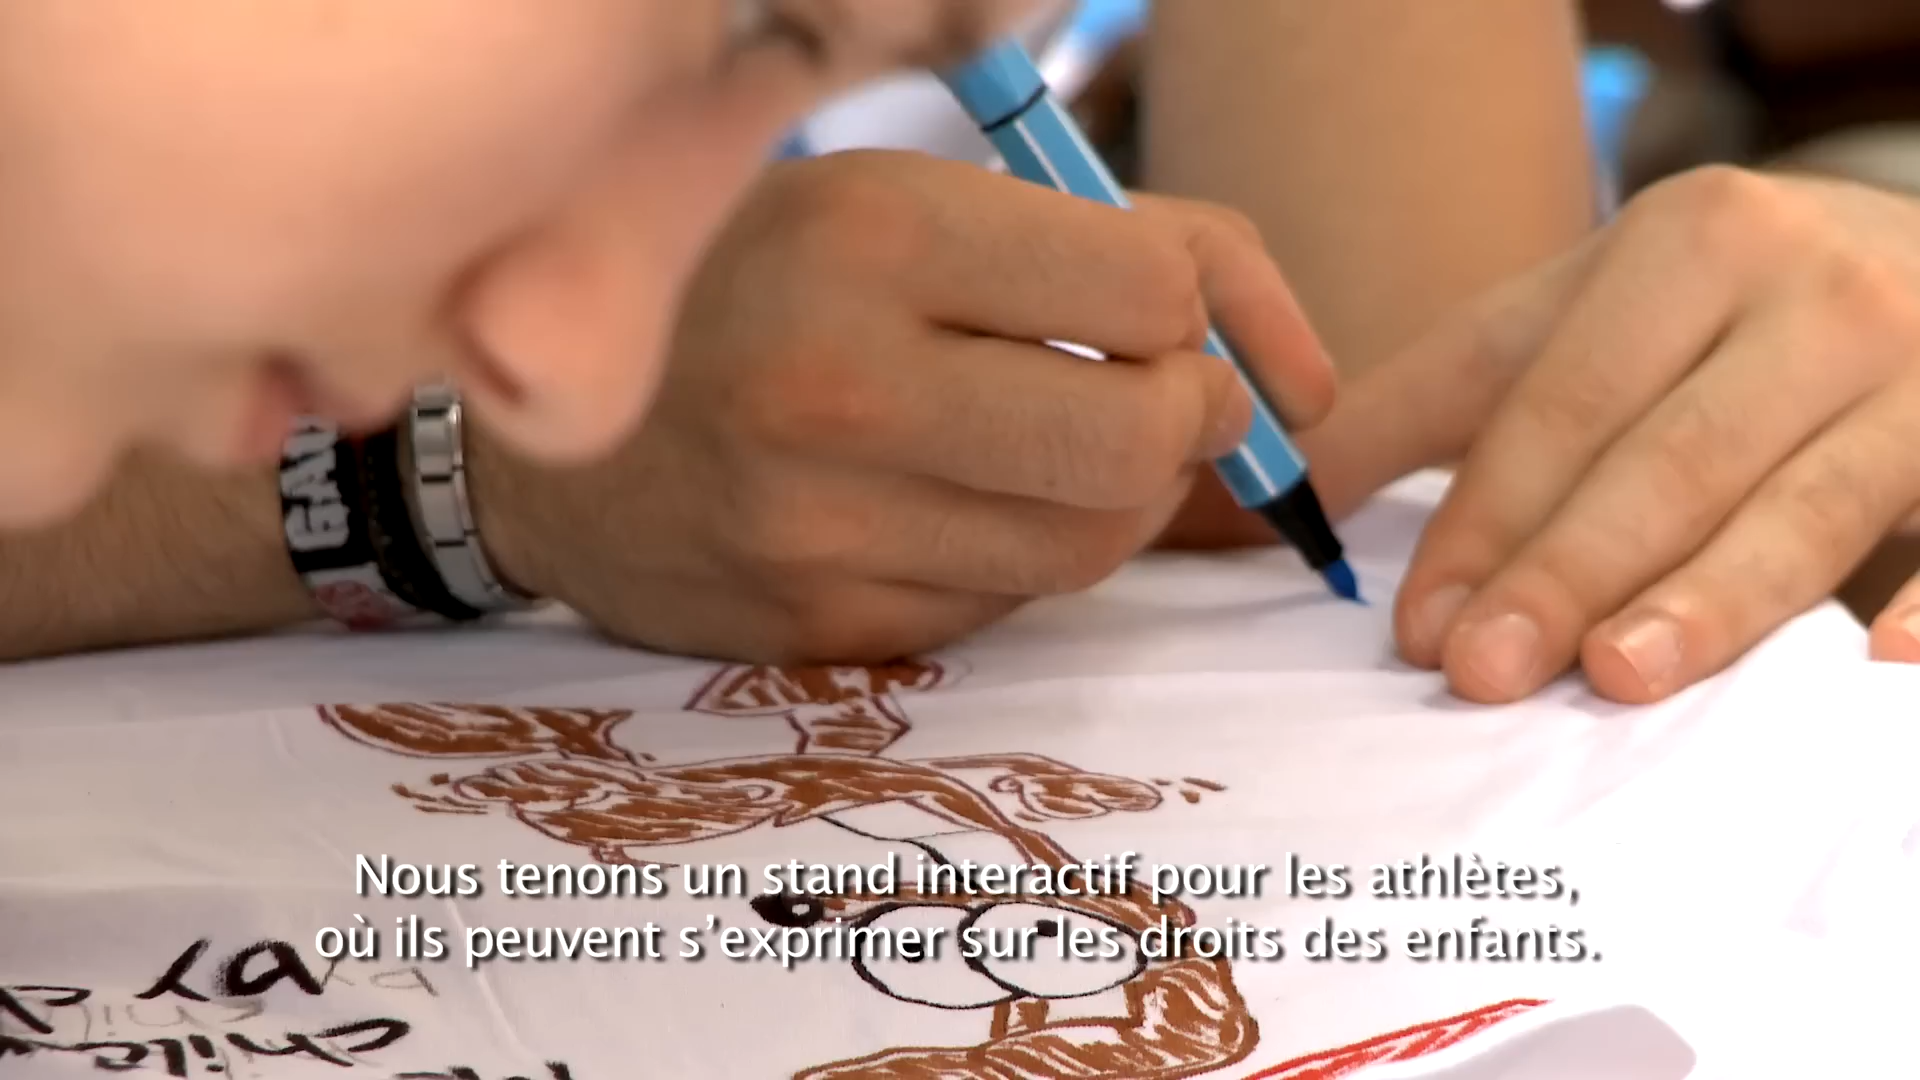 Nous tenons un stand interactif pour les athlètes,
où ils peuvent s'exprimer sur les droits des enfants.